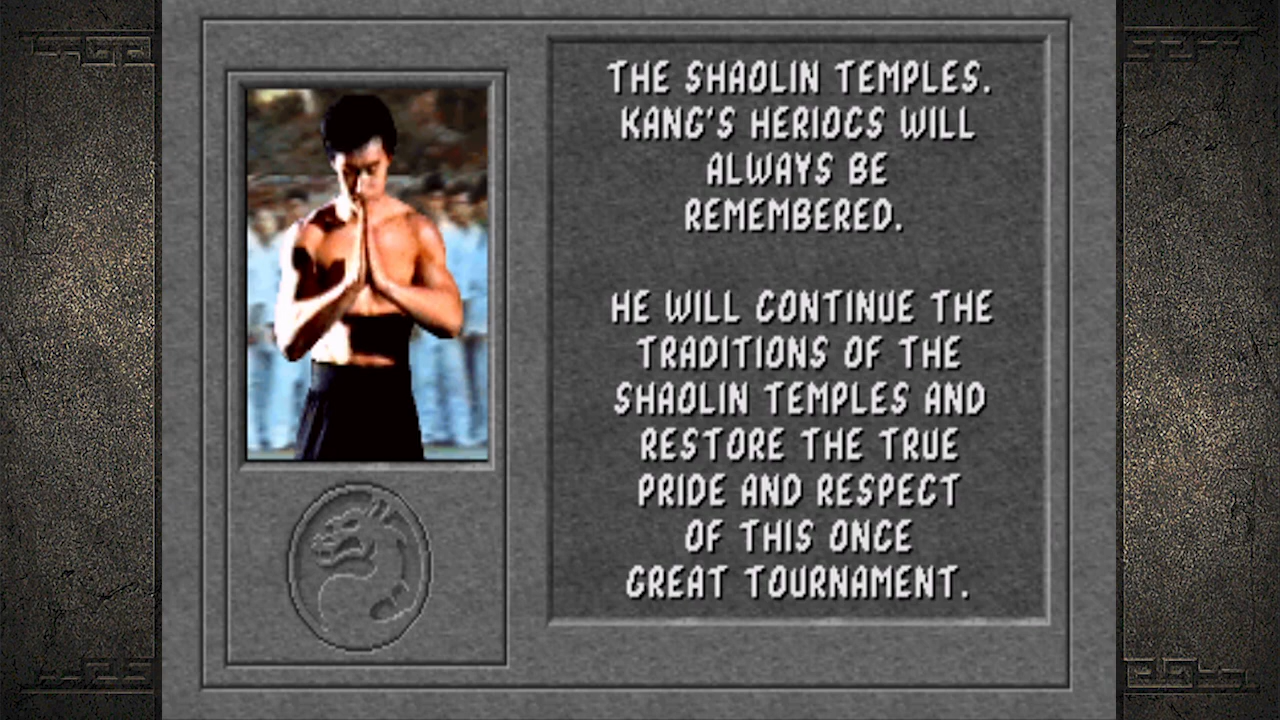 THE SHAOLIN TEMPLES.
KANG'S HERIOCS WILL
ALWAYS BE
REMEMBERED.
HE WILL CONTINUE THE
TRADITIONS OF THE
SHAOLIN TEMPLES AND
RESTORE THE TRUE
PRIDE AND RESPECT
OF THIS ONCE
GREAT TOURNAMENT.